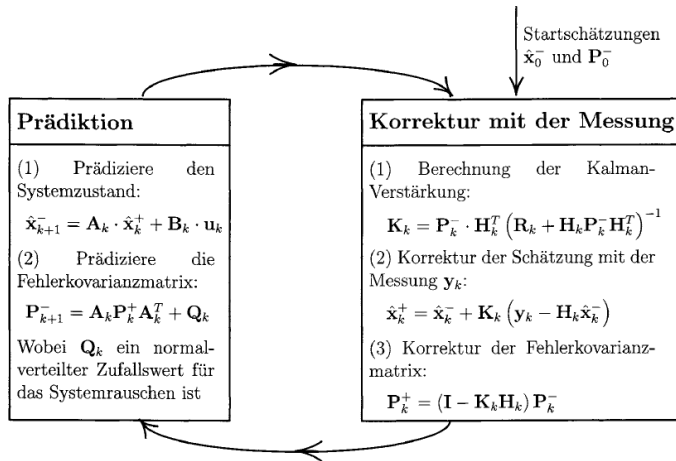 Startschätzungen
x̂₀⁻ und P₀⁻
Prädiktion
(1) Prädiziere den
Systemzustand:
x̂ₖ₊₁⁻ = Aₖ · x̂ₖ⁺ + Bₖ · uₖ
(2) Prädiziere die
Fehlerkovarianzmatrix:
Pₖ₊₁⁻ = AₖPₖ⁺Aₖᵀ + Qₖ
Wobei Qₖ ein normal-
verteilter Zufallswert für
das Systemrauschen ist
Korrektur mit der Messung
(1) Berechnung der Kalman-
Verstärkung:
Kₖ = Pₖ⁻ · Hₖᵀ (Rₖ + HₖPₖ⁻Hₖᵀ)⁻¹
(2) Korrektur der Schätzung mit der
Messung yₖ:
x̂ₖ⁺ = x̂ₖ⁻ + Kₖ (yₖ − Hₖx̂ₖ⁻)
(3) Korrektur der Fehlerkovarianz-
matrix:
Pₖ⁺ = (I − KₖHₖ) Pₖ⁻